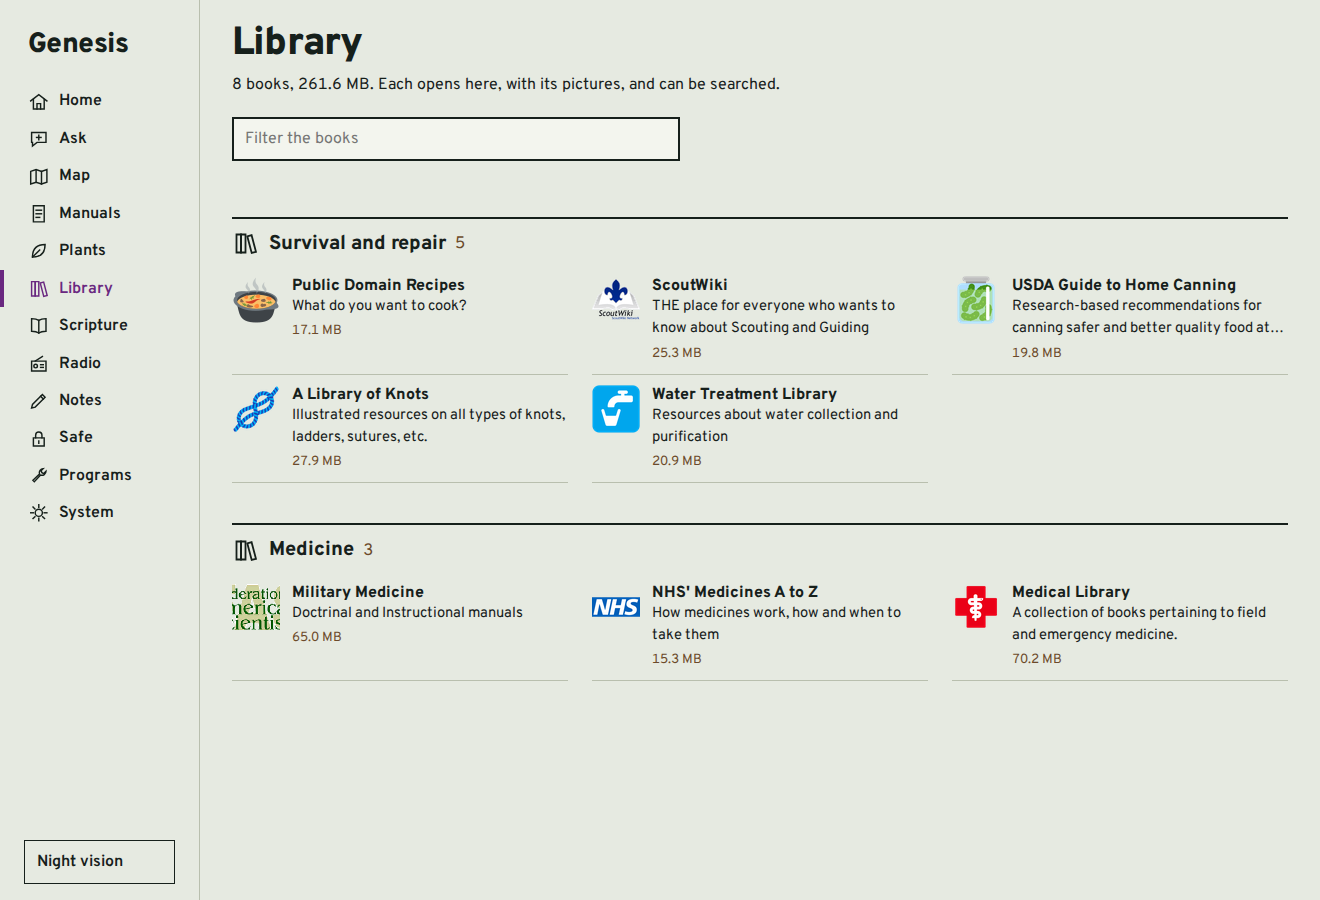 Genesis
Home
Ask
Map
Manuals
Plants
Library
Scripture
Radio
Notes
Safe
Programs
System
Night vision
Library
8 books, 261.6 MB. Each opens here, with its pictures, and can be searched.
Filter the books
Survival and repair 5
Public Domain Recipes
What do you want to cook?
17.1 MB
ScoutWiki
ScoutWiki
THE place for everyone who wants to
know about Scouting and Guiding
25.3 MB
USDA Guide to Home Canning
Research-based recommendations for
canning safer and better quality food at…
19.8 MB
A Library of Knots
Illustrated resources on all types of knots,
ladders, sutures, etc.
27.9 MB
Water Treatment Library
Resources about water collection and
purification
20.9 MB
Medicine 3
deration
merica
cientis
Military Medicine
Doctrinal and Instructional manuals
65.0 MB
NHS
NHS' Medicines A to Z
How medicines work, how and when to
take them
15.3 MB
Medical Library
A collection of books pertaining to field
and emergency medicine.
70.2 MB